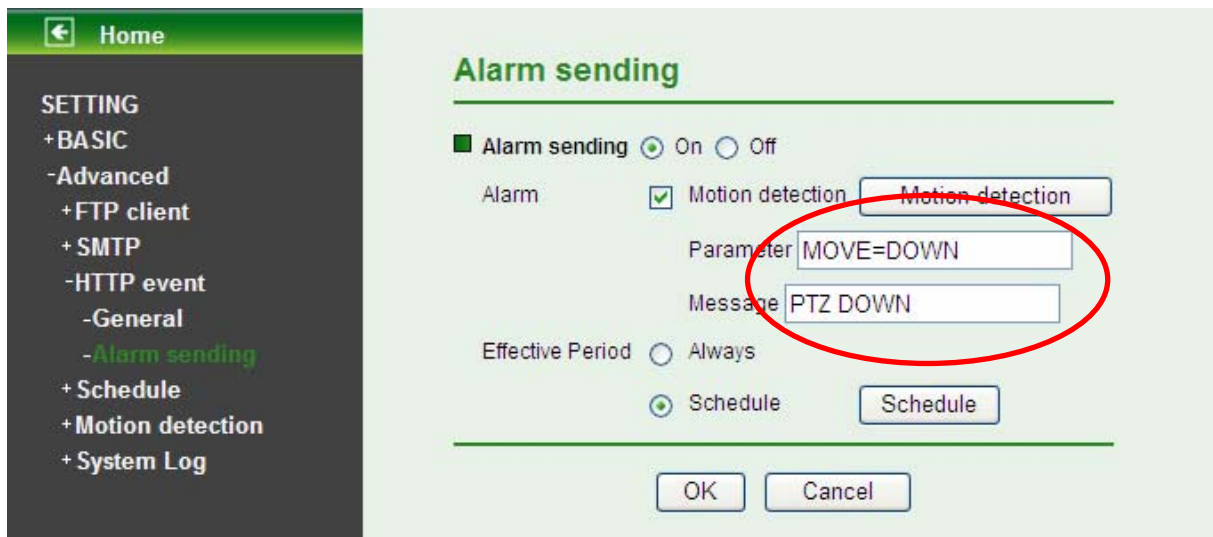 Home
SETTING
+BASIC
-Advanced
+FTP client
+SMTP
-HTTP event
-General
-Alarm sending
+Schedule
+Motion detection
+System Log
Alarm sending
Alarm sending On Off
Alarm Motion detection Motion detection
Parameter MOVE=DOWN
Message PTZ DOWN
Effective Period Always
Schedule Schedule
OK Cancel